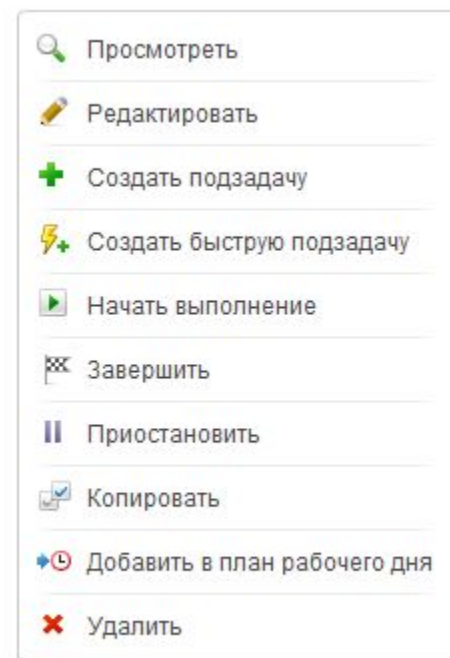 Просмотреть
Редактировать
Создать подзадачу
Создать быструю подзадачу
Начать выполнение
Завершить
Приостановить
Копировать
Добавить в план рабочего дня
Удалить